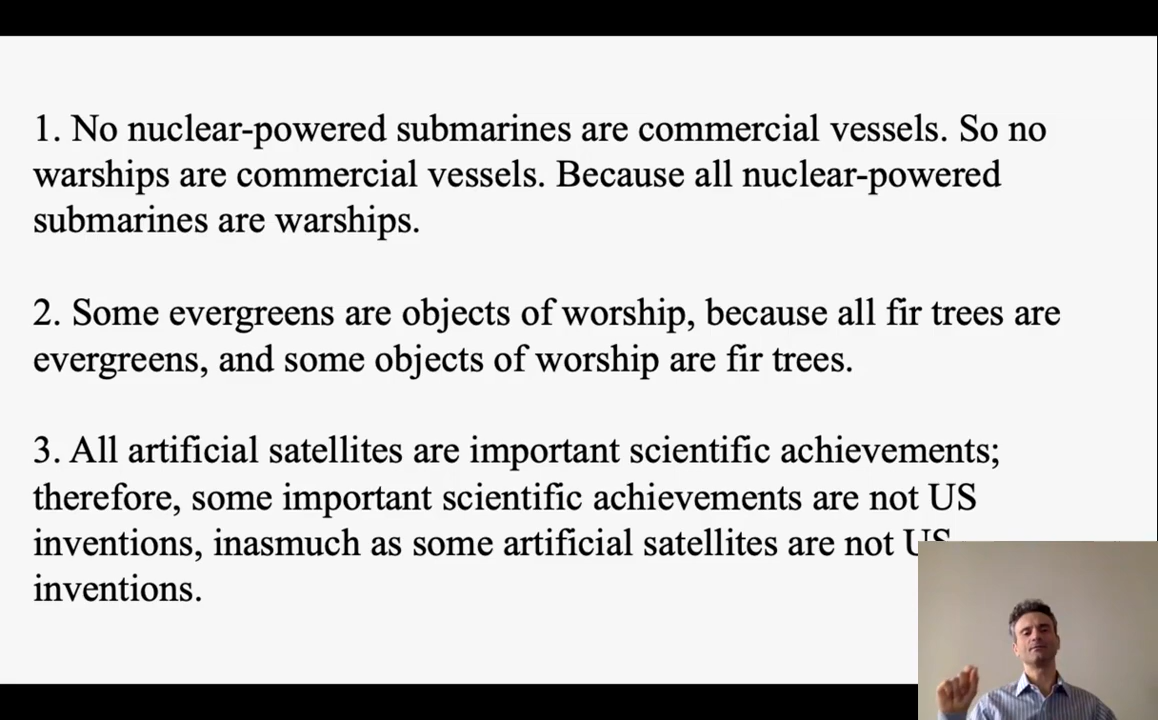 1. No nuclear-powered submarines are commercial vessels. So no
warships are commercial vessels. Because all nuclear-powered
submarines are warships.
2. Some evergreens are objects of worship, because all fir trees are
evergreens, and some objects of worship are fir trees.
3. All artificial satellites are important scientific achievements;
therefore, some important scientific achievements are not US
inventions, inasmuch as some artificial satellites are not US
inventions.